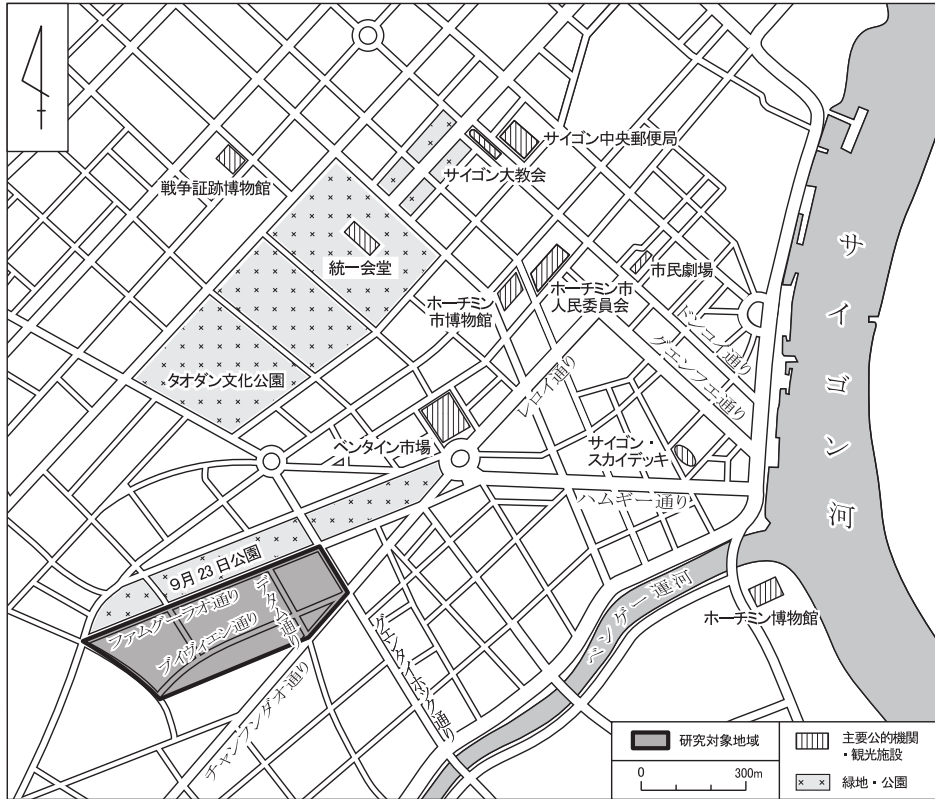 サイゴン中央郵便局
サイゴン大教会
戦争証跡博物館
統一会堂
市民劇場
ホーチミン市
人民委員会
ホーチミン
市博物館
ドンコイ通り
グエンフエ通り
サイゴン河
タオダン文化公園
レロイ通り
ベンタイン市場
サイゴン・
スカイデッキ
ハムギー通り
9月23日公園
ファムグーラオ通り
デタム通り
ブイヴィエン通り
ベンゲー運河
ホーチミン博物館
グエンタイホック通り
チャンフンダオ通り
研究対象地域
主要公的機関
・観光施設
0 300m
緑地・公園